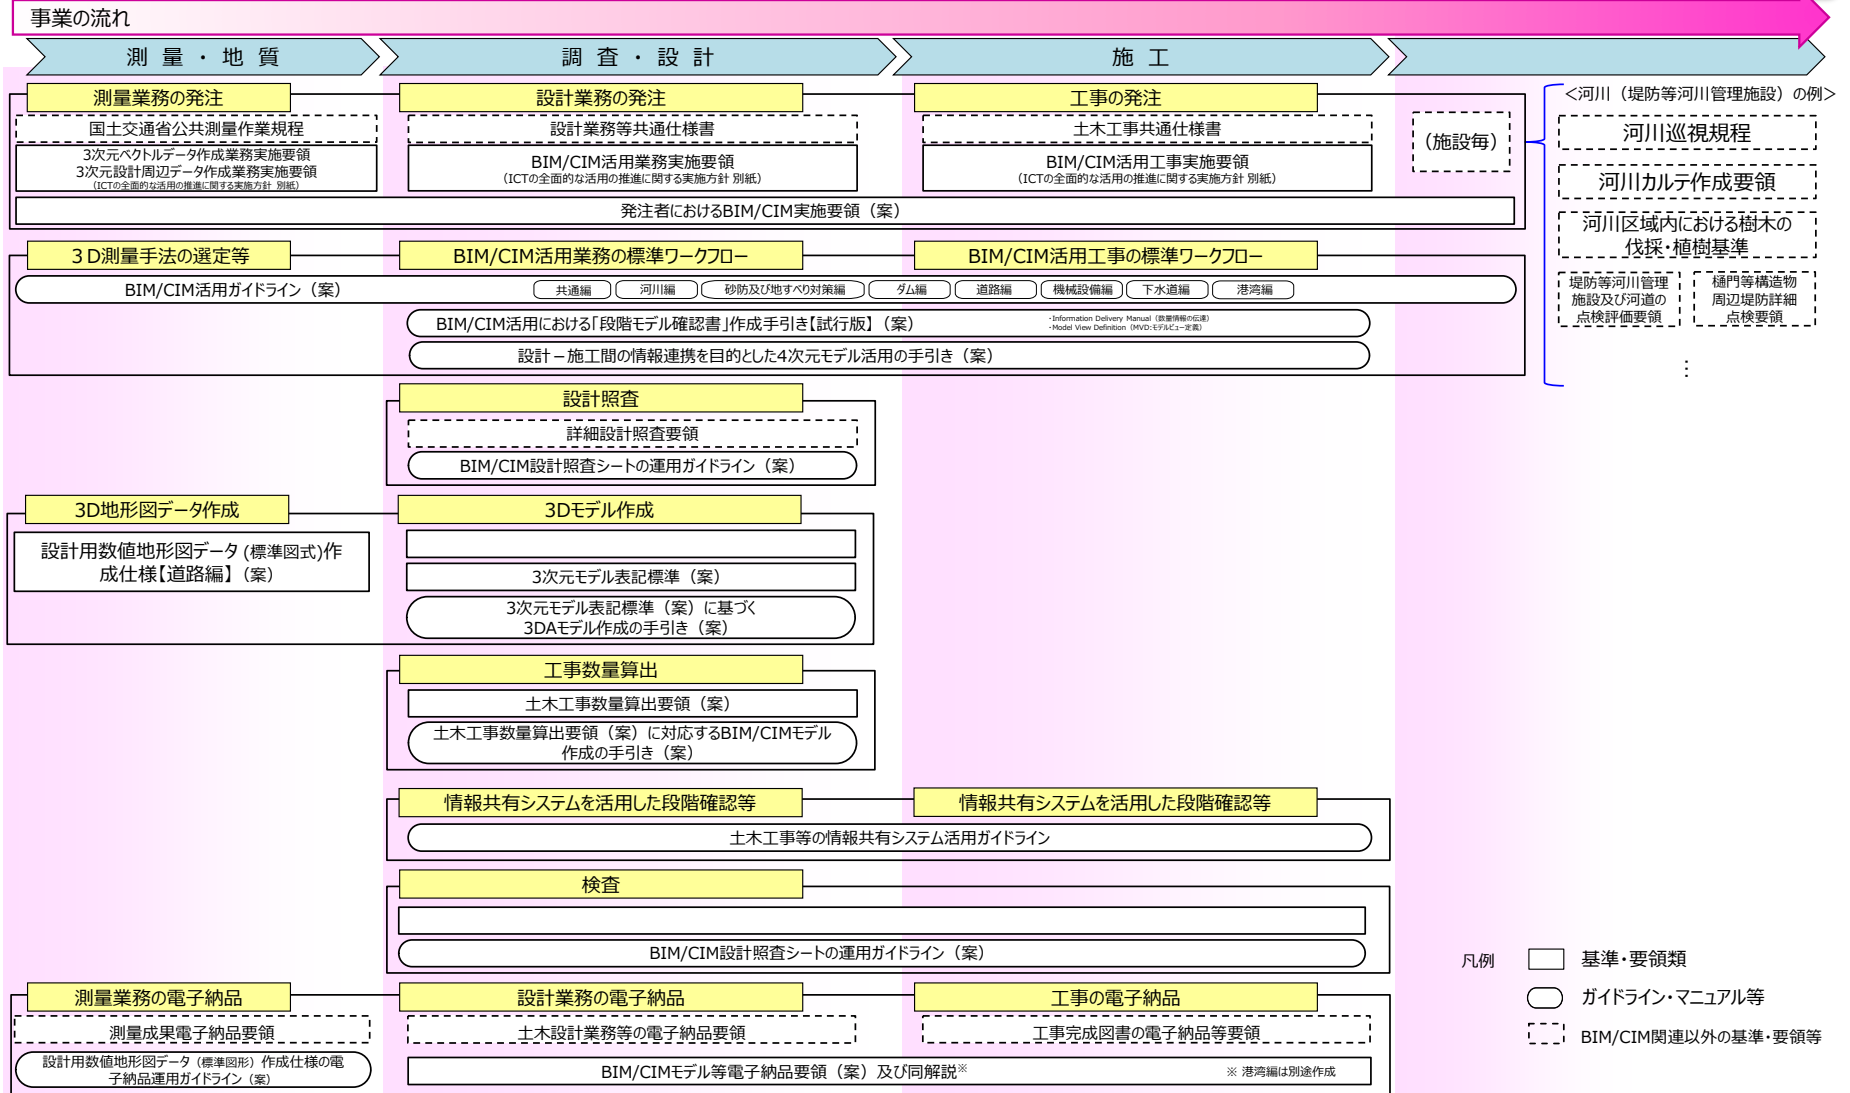 事業の流れ
測量・地質
調査・設計
施工
測量業務の発注
設計業務の発注
工事の発注
国土交通省公共測量作業規程
設計業務等共通仕様書
土木工事共通仕様書
3次元ベクトルデータ作成業務実施要領
3次元設計周辺データ作成業務実施要領
(ICTの全面的な活用の推進に関する実施方針 別紙)
BIM/CIM活用業務実施要領
(ICTの全面的な活用の推進に関する実施方針 別紙)
BIM/CIM活用工事実施要領
(ICTの全面的な活用の推進に関する実施方針 別紙)
発注者におけるBIM/CIM実施要領（案）
（施設毎）
<河川（堤防等河川管理施設）の例>
河川巡視規程
河川カルテ作成要領
河川区域内における樹木の
伐採・植樹基準
堤防等河川管理
施設及び河道の
点検評価要領
樋門等構造物
周辺堤防詳細
点検要領
⋮
3D測量手法の選定等
BIM/CIM活用業務の標準ワークフロー
BIM/CIM活用工事の標準ワークフロー
BIM/CIM活用ガイドライン（案）
共通編
河川編
砂防及び地すべり対策編
ダム編
道路編
機械設備編
下水道編
港湾編
BIM/CIM活用における「段階モデル確認書」作成手引き【試行版】（案）
・Information Delivery Manual（数量情報の伝達）
・Model View Definition（MVD:モデルビュー定義）
設計－施工間の情報連携を目的とした4次元モデル活用の手引き（案）
設計照査
詳細設計照査要領
BIM/CIM設計照査シートの運用ガイドライン（案）
3D地形図データ作成
3Dモデル作成
設計用数値地形図データ(標準図式)作
成仕様【道路編】（案）
3次元モデル表記標準（案）
3次元モデル表記標準（案）に基づく
3DAモデル作成の手引き（案）
工事数量算出
土木工事数量算出要領（案）
土木工事数量算出要領（案）に対応するBIM/CIMモデル
作成の手引き（案）
情報共有システムを活用した段階確認等
情報共有システムを活用した段階確認等
土木工事等の情報共有システム活用ガイドライン
検査
BIM/CIM設計照査シートの運用ガイドライン（案）
測量業務の電子納品
設計業務の電子納品
工事の電子納品
測量成果電子納品要領
土木設計業務等の電子納品要領
工事完成図書の電子納品等要領
設計用数値地形図データ（標準図形）作成仕様の電
子納品運用ガイドライン（案）
BIM/CIMモデル等電子納品要領（案）及び同解説※
※ 港湾編は別途作成
凡例
基準・要領類
ガイドライン・マニュアル等
BIM/CIM関連以外の基準・要領等